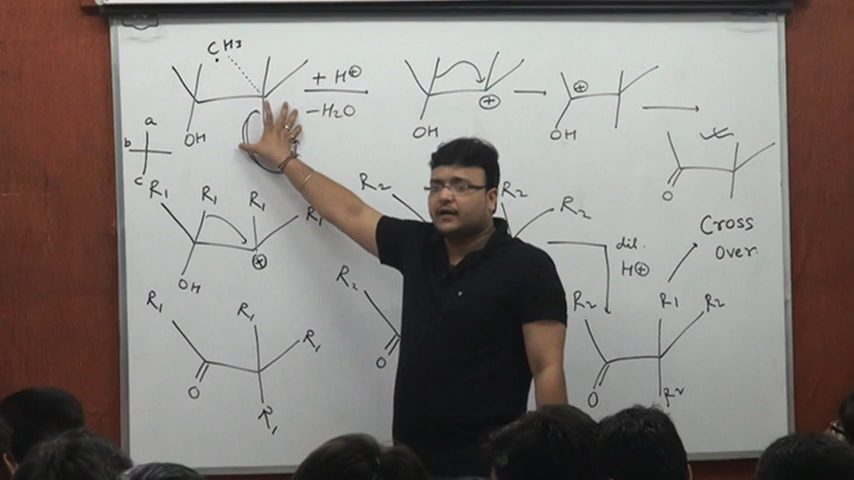 CH3
+ H⊕
- H2O
⊕
⊕
OH
OH
OH
O
a
b
c
R1
R1
R1
R1
⊕
OH
R2
R2
R2
dil.
H⊕
Cross
Over.
R1
R1
R1
R1
O
R2
O
R2
R1
R2
R2
O